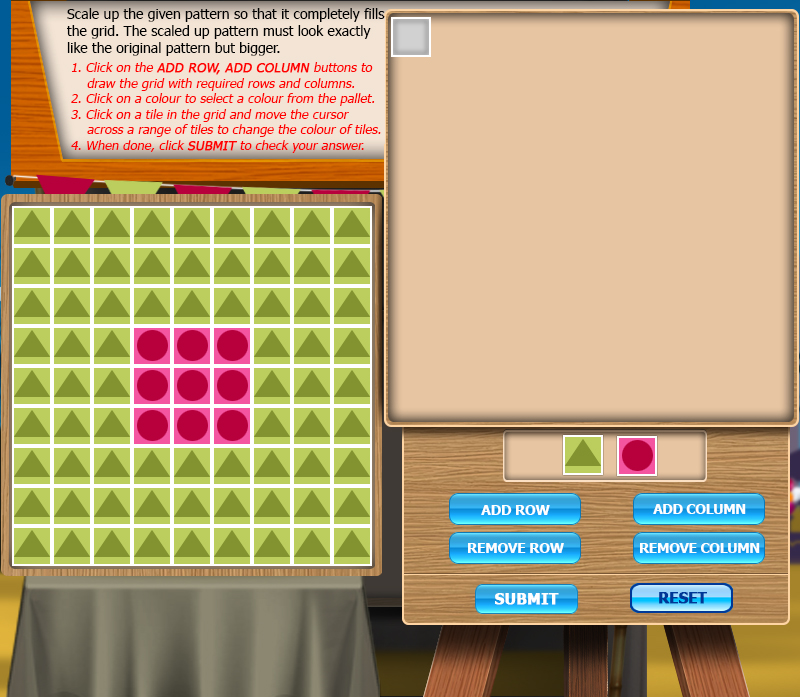 Scale up the given pattern so that it completely fills
the grid. The scaled up pattern must look exactly
like the original pattern but bigger.
1. Click on the ADD ROW, ADD COLUMN buttons to
draw the grid with required rows and columns.
2. Click on a colour to select a colour from the pallet.
3. Click on a tile in the grid and move the cursor
across a range of tiles to change the colour of tiles.
4. When done, click SUBMIT to check your answer.
ADD ROW
ADD COLUMN
REMOVE ROW
REMOVE COLUMN
SUBMIT
RESET